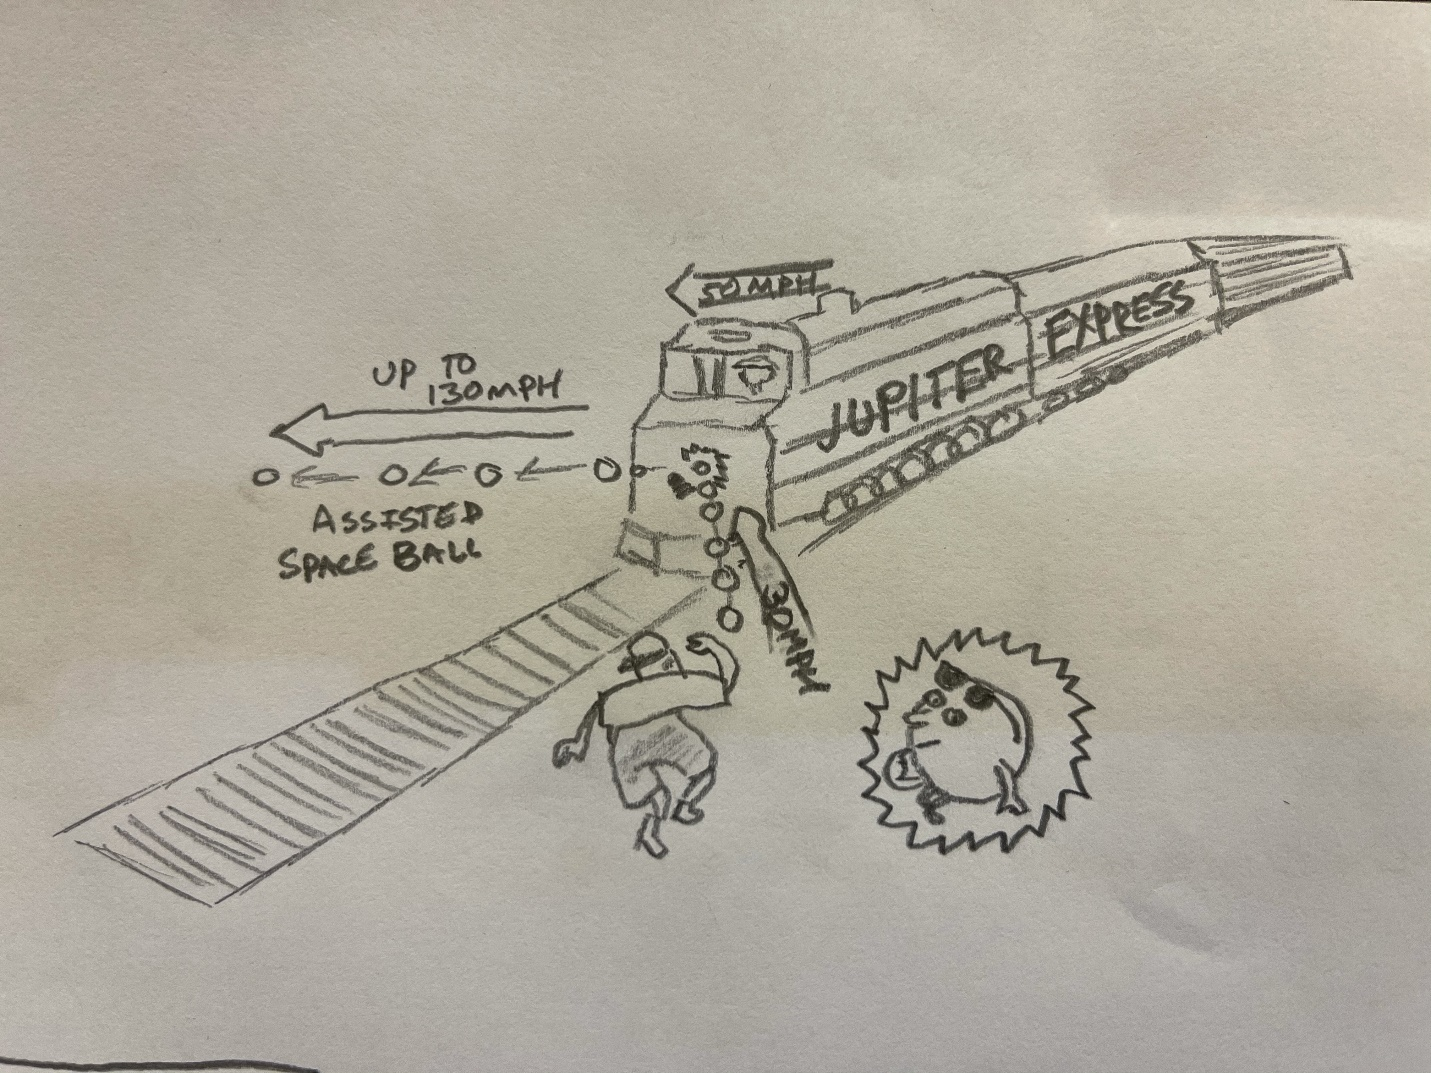 50 MPH
UP TO
130MPH
JUPITER EXPRESS
ASSISTED
SPACE BALL
30MPH